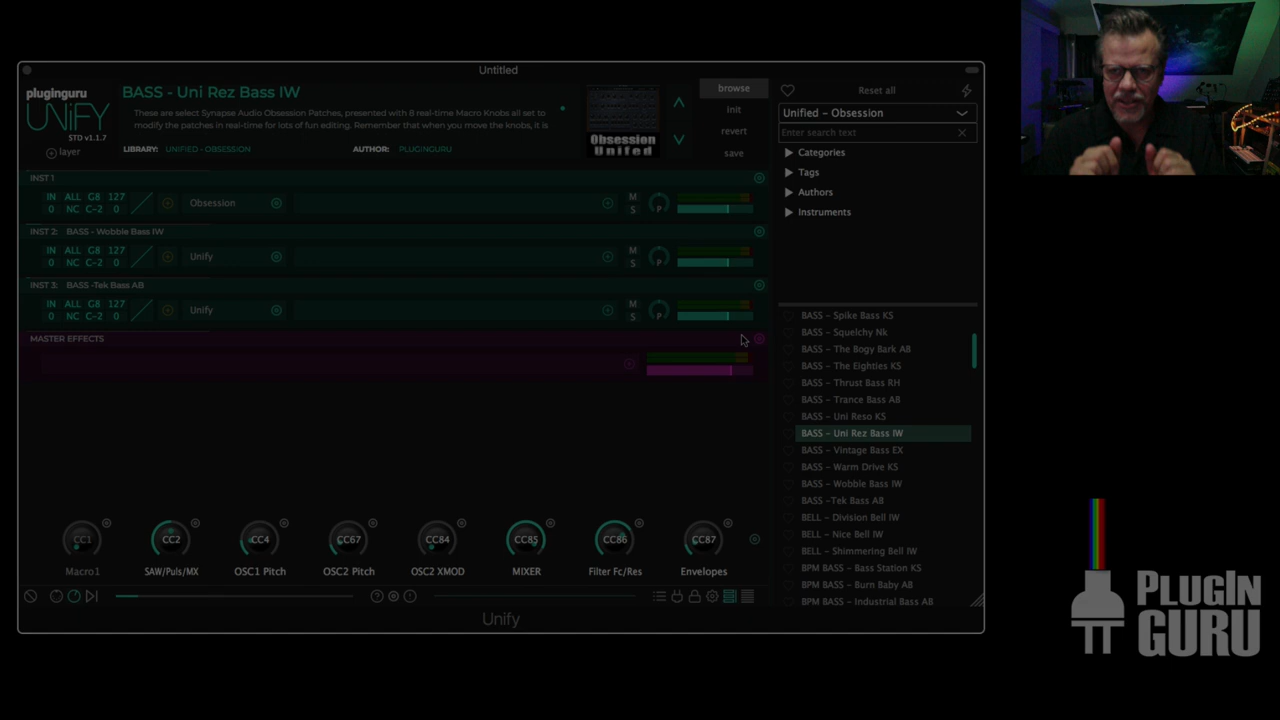 Untitled
pluginguru
UNIFY
STD v1.1.7
layer
BASS - Uni Rez Bass IW
These are select Synapse Audio Obsession Patches, presented with 8 real-time Macro Knobs all set to
modify the patches in real-time for lots of fun editing. Remember that when you move the knobs, it is
LIBRARY: UNIFIED - OBSESSION AUTHOR: PLUGINGURU
Obsession
Unified
browse
init
revert
save
Reset all
Unified - Obsession
Enter search text
Categories
Tags
Authors
Instruments
INST 1
IN ALL G8 127
0 NC C-2 0
Obsession
M
S
P
INST 2: BASS - Wobble Bass IW
IN ALL G8 127
0 NC C-2 0
Unify
M
S
P
INST 3: BASS -Tek Bass AB
IN ALL G8 127
0 NC C-2 0
Unify
M
S
P
MASTER EFFECTS
BASS - Spike Bass KS
BASS - Squelchy Nk
BASS - The Bogy Bark AB
BASS - The Eighties KS
BASS - Thrust Bass RH
BASS - Trance Bass AB
BASS - Uni Reso KS
BASS - Uni Rez Bass IW
BASS - Vintage Bass EX
BASS - Warm Drive KS
BASS - Wobble Bass IW
BASS -Tek Bass AB
BELL - Division Bell IW
BELL - Nice Bell IW
BELL - Shimmering Bell IW
BPM BASS - Bass Station KS
BPM BASS - Burn Baby AB
BPM BASS - Industrial Bass AB
CC1 CC2 CC4 CC67 CC84 CC85 CC86 CC87
Macro1 SAW/Puls/MX OSC1 Pitch OSC2 Pitch OSC2 XMOD MIXER Filter Fc/Res Envelopes
Unify
PLUGIN
GURU